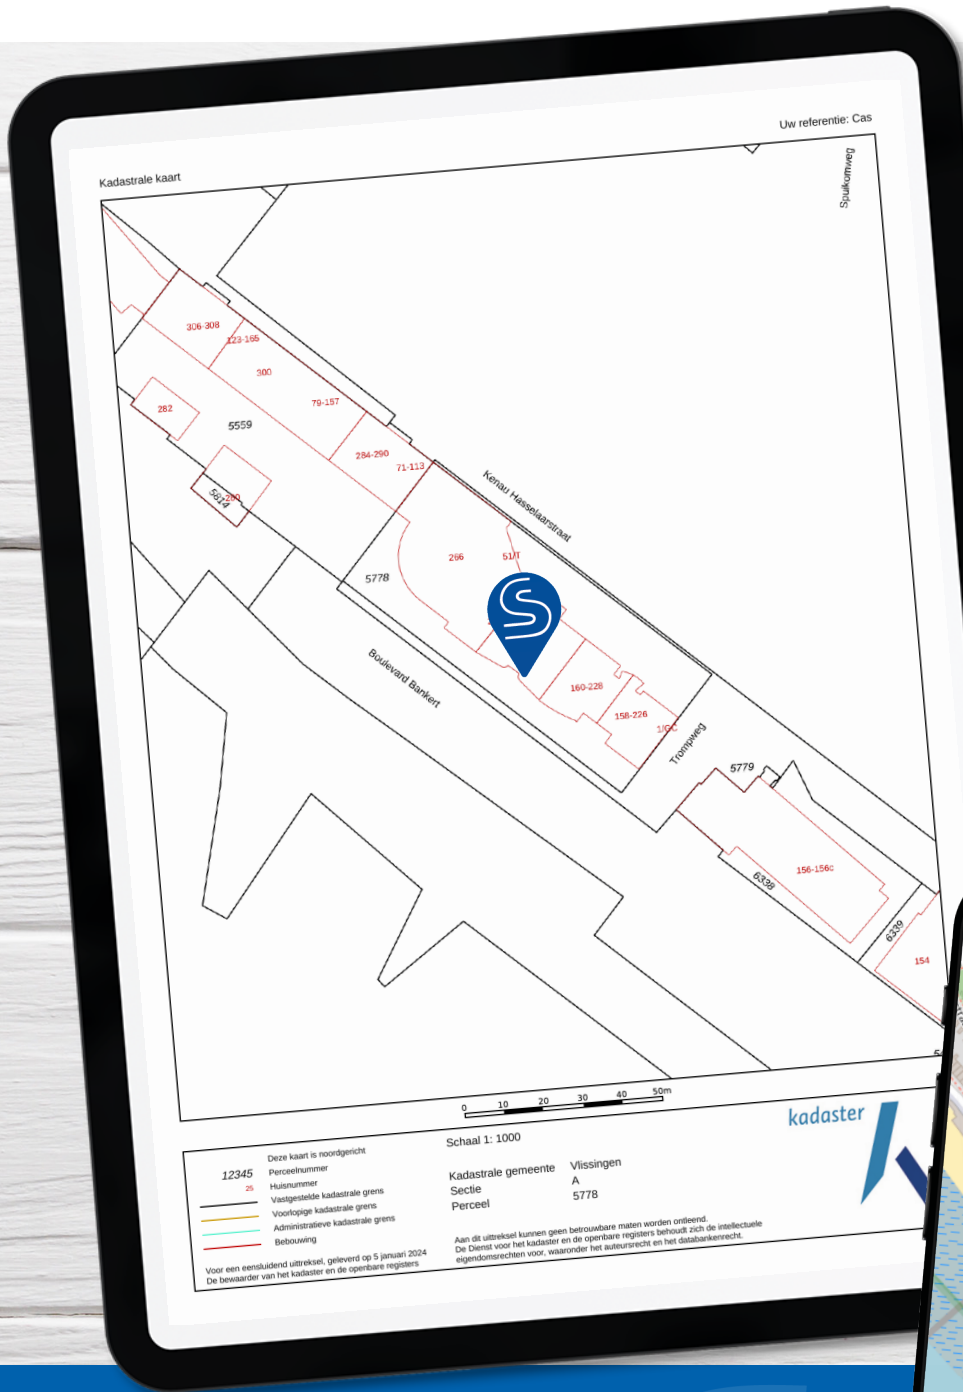 Uw referentie: Cas
Kadastrale kaart
Spuikomweg
306-308
123-165
300
79-157
282
5559
284-290
71-113
5814
Kenau Hasselaarstraat
266
51/T
5778
Boulevard Bankert
160-228
158-226
1/GC
Trompweg
5779
156-156c
6338
6339
154
0 10 20 30 40 50m
Schaal 1: 1000
kadaster
Deze kaart is noordgericht
12345 Perceelnummer
25 Huisnummer
Vastgestelde kadastrale grens
Voorlopige kadastrale grens
Administratieve kadastrale grens
Bebouwing
Kadastrale gemeente Vlissingen
Sectie A
Perceel 5778
Voor een eensluidend uittreksel, geleverd op 5 januari 2024
De bewaarder van het kadaster en de openbare registers
Aan dit uittreksel kunnen geen betrouwbare maten worden ontleend.
De Dienst voor het kadaster en de openbare registers behoudt zich de intellectuele
eigendomsrechten voor, waaronder het auteursrecht en het databankenrecht.